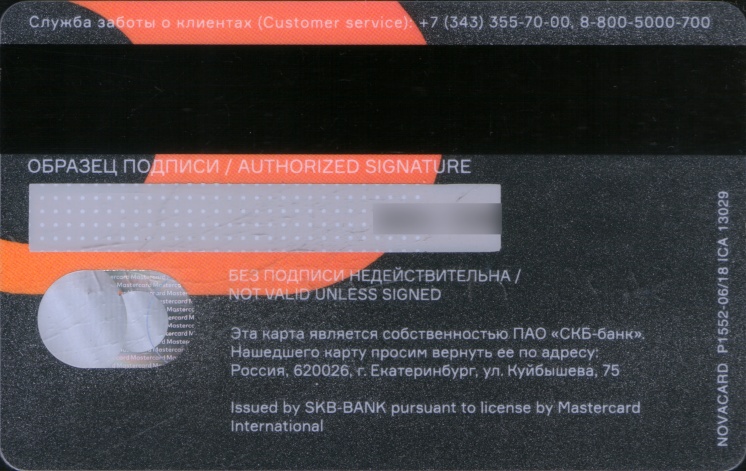 Служба заботы о клиентах (Customer service): +7 (343) 355-70-00, 8-800-5000-700
ОБРАЗЕЦ ПОДПИСИ / AUTHORIZED SIGNATURE
БЕЗ ПОДПИСИ НЕДЕЙСТВИТЕЛЬНА /
NOT VALID UNLESS SIGNED
Эта карта является собственностью ПАО «СКБ-банк».
Нашедшего карту просим вернуть ее по адресу:
Россия, 620026, г. Екатеринбург, ул. Куйбышева, 75
Issued by SKB-BANK pursuant to license by Mastercard
International
NOVACARD P1552-06/18 ICA 13029